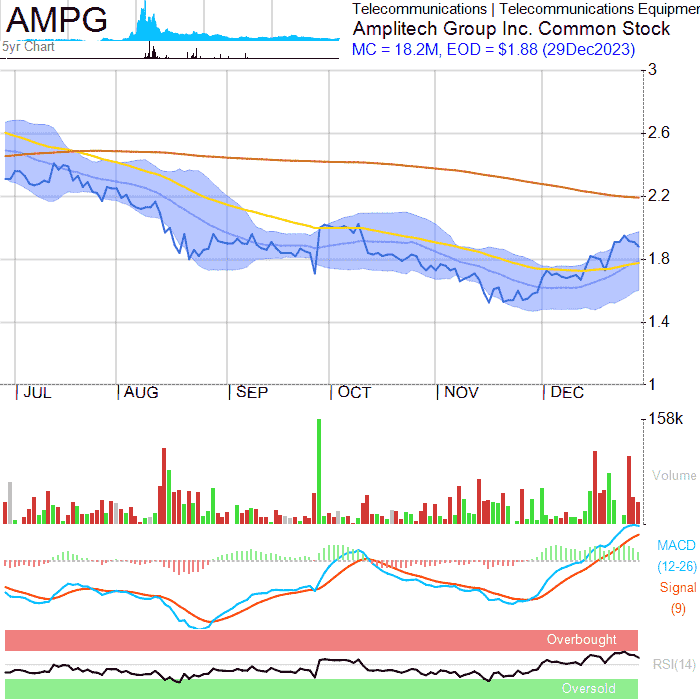 AMPG
5yr Chart
Telecommunications | Telecommunications Equipmen
Amplitech Group Inc. Common Stock
MC = 18.2M, EOD = $1.88 (29Dec2023)
3
2.6
2.2
1.8
1.4
1
JUL AUG SEP OCT NOV DEC
158k
Volume
MACD
(12-26)
Signal
(9)
Overbought
RSI(14)
Oversold